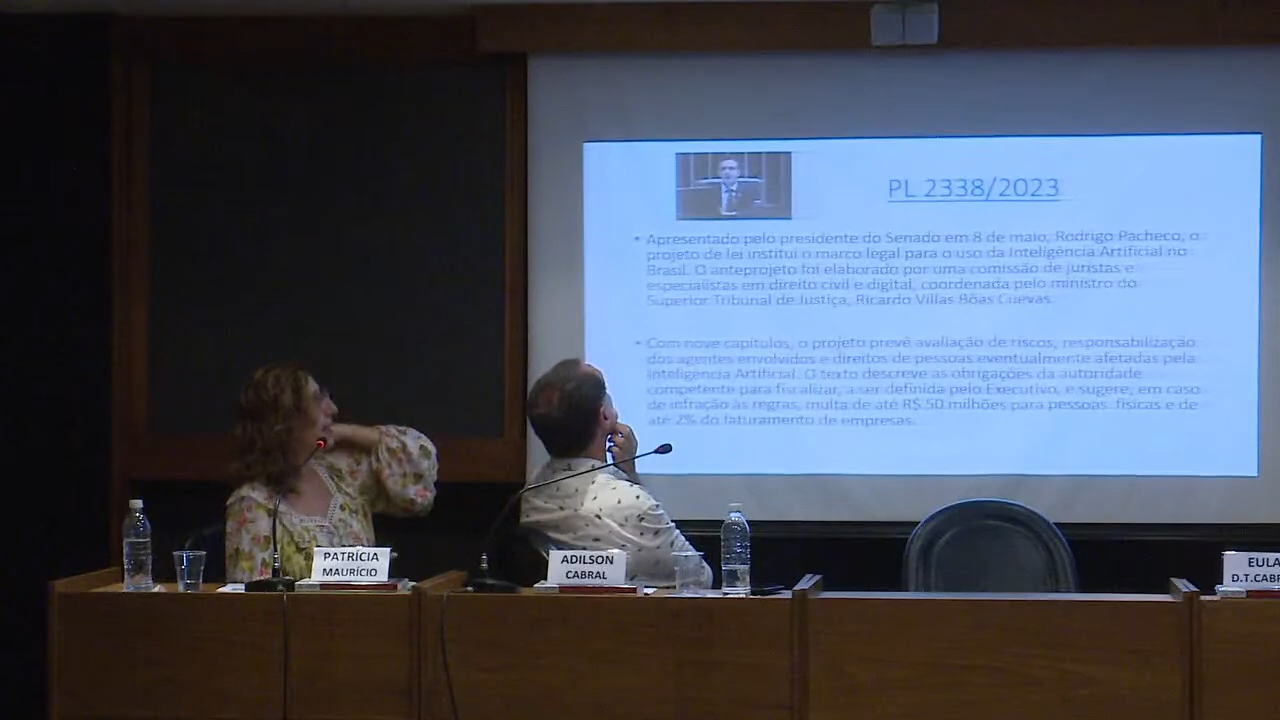 PL 2338/2023
• Apresentado pelo presidente do Senado em 8 de maio, Rodrigo Pacheco, o
projeto de lei institui o marco legal para o uso da Inteligência Artificial no
Brasil. O anteprojeto foi elaborado por uma comissão de juristas e
especialistas em direito civil e digital, coordenada pelo ministro do
Superior Tribunal de Justiça, Ricardo Villas Bôas Cuevas.
• Com nove capítulos, o projeto prevê avaliação de riscos, responsabilização
dos agentes envolvidos e direitos de pessoas eventualmente afetadas pela
Inteligência Artificial. O texto descreve as obrigações da autoridade
competente para fiscalizar, a ser definida pelo Executivo, e sugere, em caso
de infração às regras, multa de até R$ 50 milhões para pessoas físicas e de
até 2% do faturamento de empresas.
PATRÍCIA
MAURÍCIO
ADILSON
CABRAL
EULA
D.T.CABR